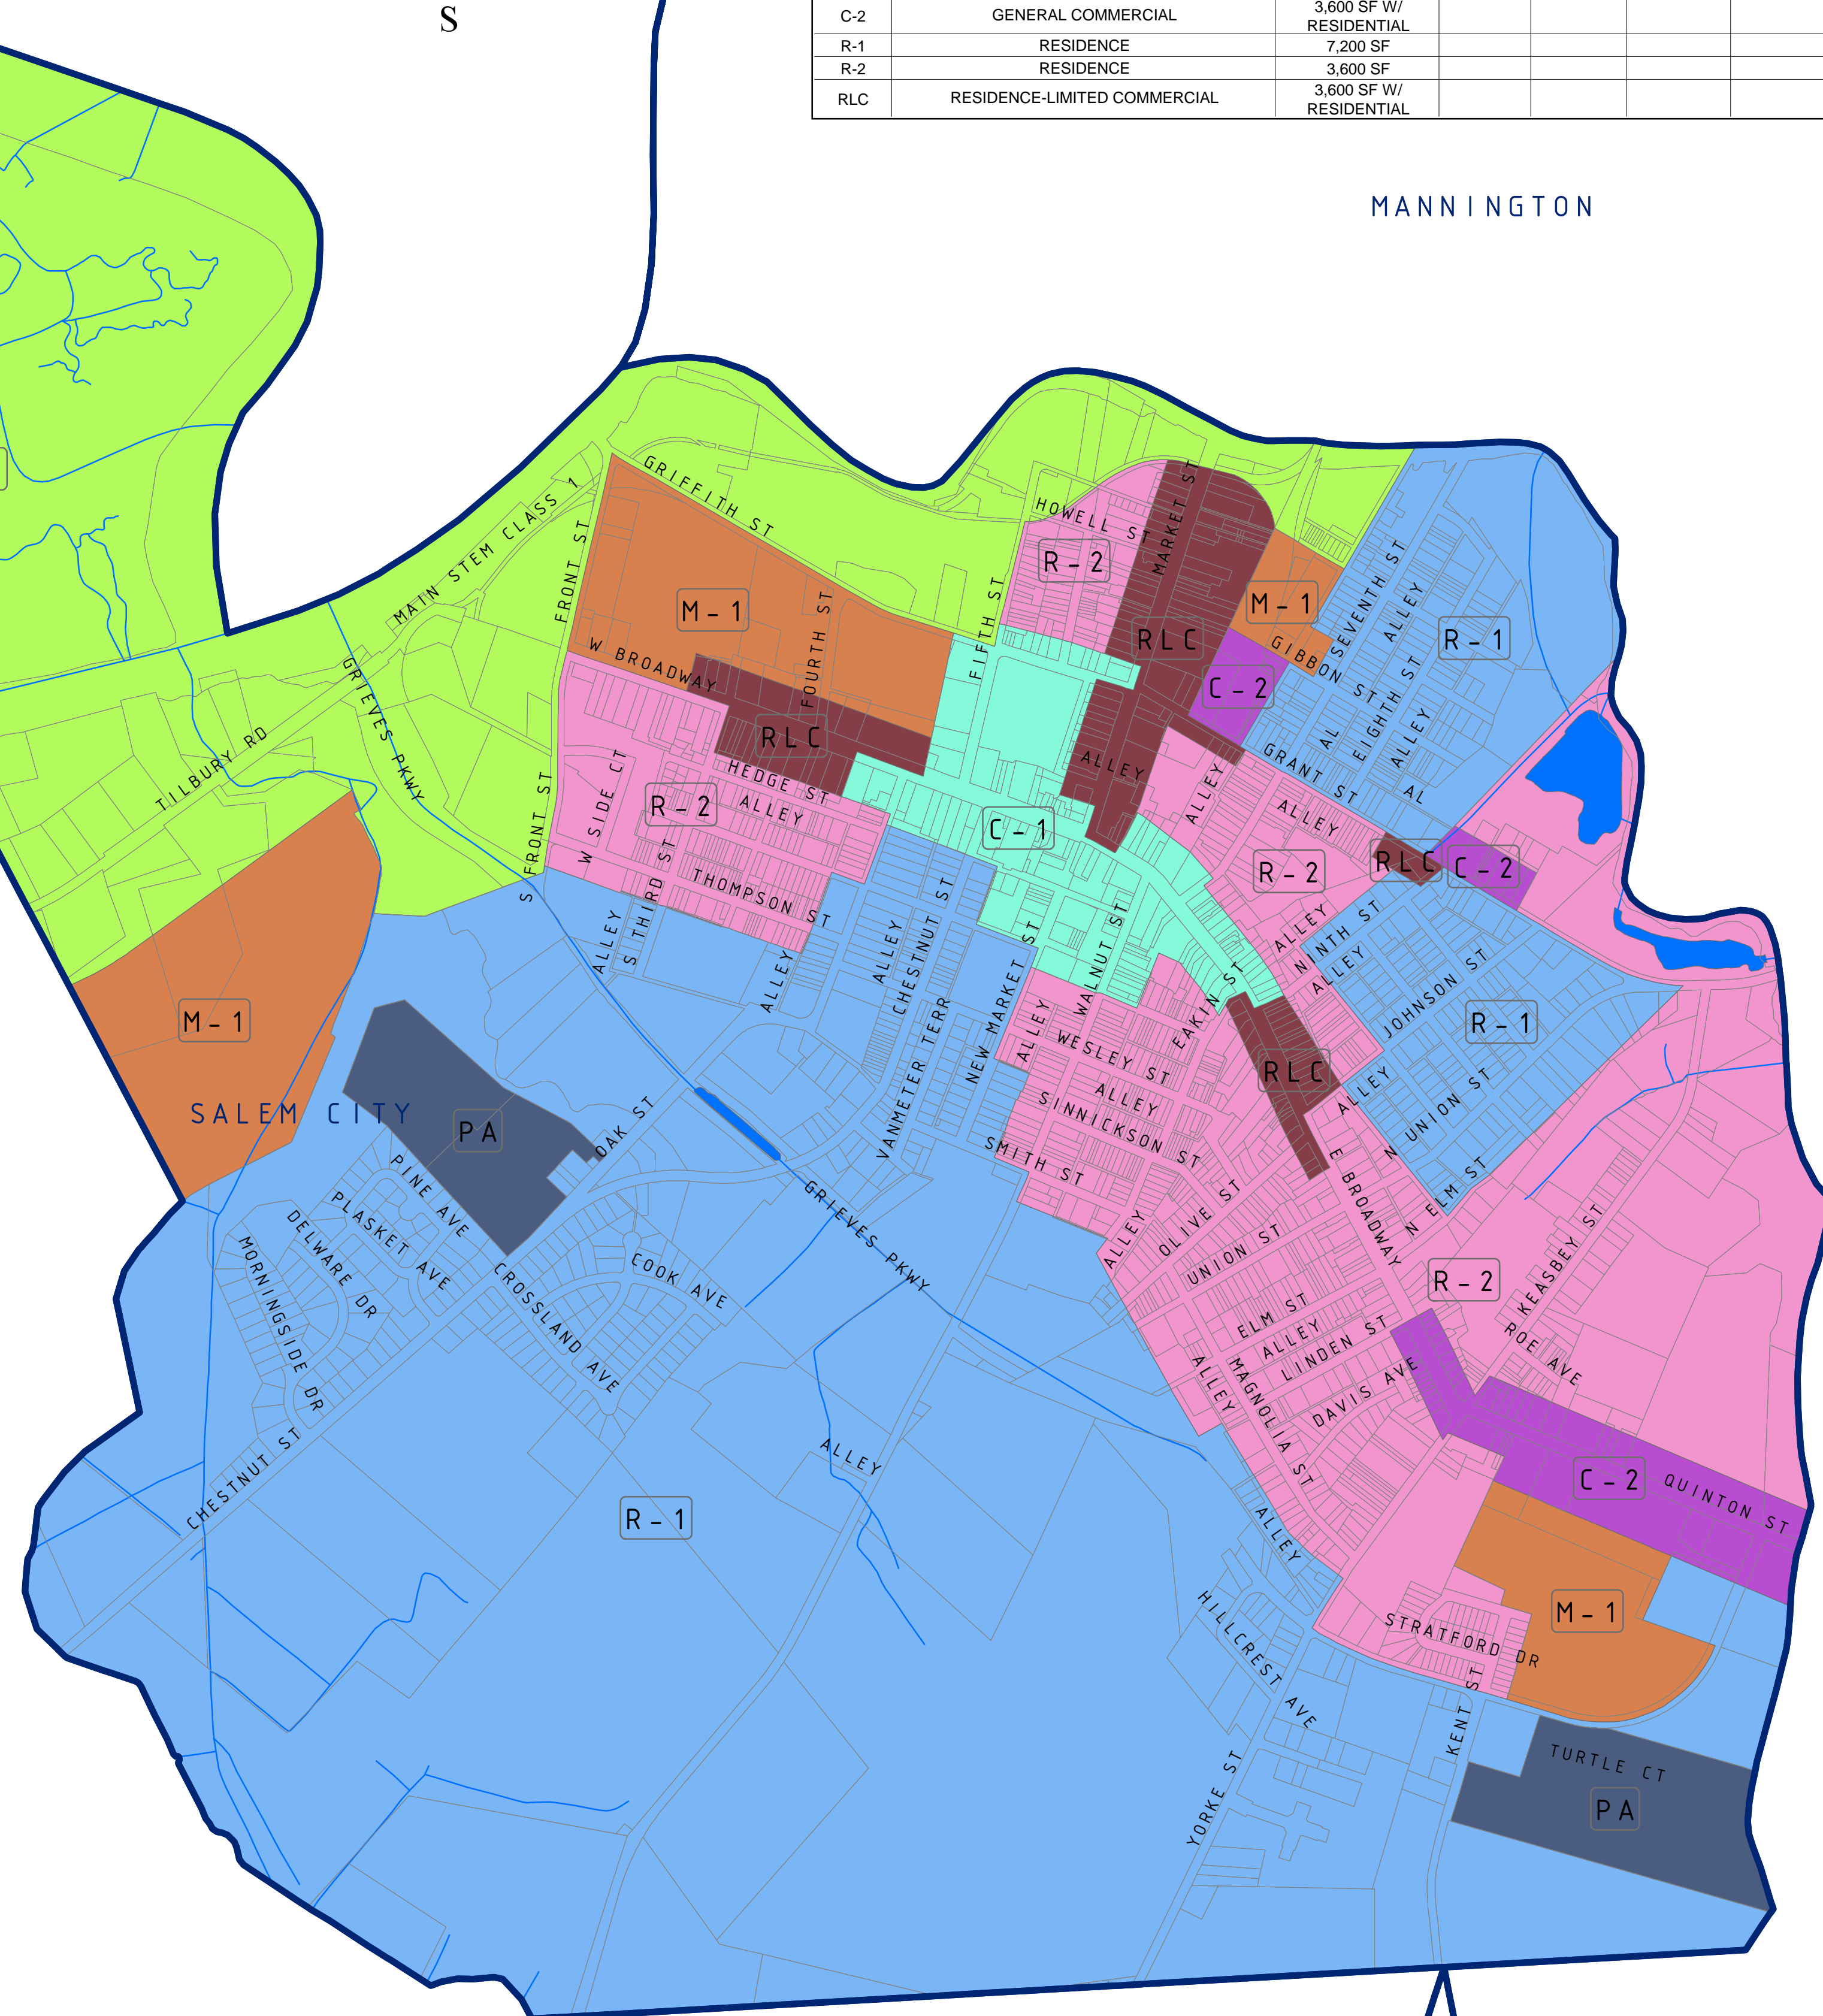 S
C-2 GENERAL COMMERCIAL 3,600 SF W/ RESIDENTIAL
R-1 RESIDENCE 7,200 SF
R-2 RESIDENCE 3,600 SF
RLC RESIDENCE-LIMITED COMMERCIAL 3,600 SF W/ RESIDENTIAL
MANNINGTON
GRIFFITH ST
MAIN STEM CLASS 1
FRONT ST
HOWELL ST
MARKET ST
R-2
M-1
FOURTH ST
FIFTH ST
M-1
SEVENTH ST
ALLEY
R-1
RLC
GIBBON ST
EIGHTH ST
C-2
W BROADWAY
GRIEVES PKWY
TILBURY RD
RLC
AL
ALLEY
ALLEY
GRANT ST
AL
HEDGE ST
ALLEY
ALLEY
ALLEY
R-2
W SIDE CT
S FRONT ST
C-1
RLC
C-2
R-2
THOMPSON ST
S THIRD ST
ALLEY
ALLEY
ALLEY
CHESTNUT ST
NEW MARKET ST
WALNUT ST
EAKIN ST
ALLEY
NINTH ST
ALLEY
JOHNSON ST
R-1
M-1
VANMETER TERR
ALLEY
WESLEY ST
ALLEY
SINNICKSON ST
SMITH ST
RLC
ALLEY
N UNION ST
SALEM CITY
PA
OAK ST
PINE AVE
PLASKET AVE
DELWARE DR
MORNINGSIDE DR
CROSSLAND AVE
COOK AVE
GRIEVES PKWY
E BROADWAY
N ELM ST
OLIVE ST
ALLEY
UNION ST
R-2
KEASBEY ST
ROE AVE
ELM ST
ALLEY
LINDEN ST
DAVIS AVE
MAGNOLIA ST
ALLEY
CHESTNUT ST
ALLEY
R-1
C-2
QUINTON ST
ALLEY
M-1
HILLCREST AVE
STRATFORD DR
KENT ST
YORKE ST
TURTLE CT
PA